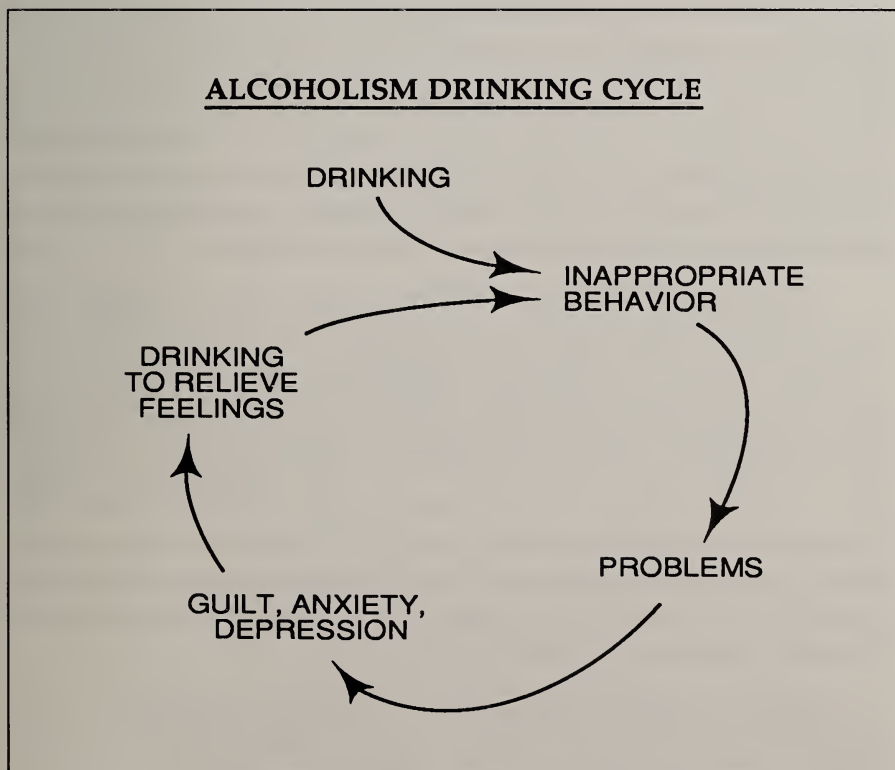 ALCOHOLISM DRINKING CYCLE
DRINKING
INAPPROPRIATE
BEHAVIOR
PROBLEMS
GUILT, ANXIETY,
DEPRESSION
DRINKING
TO RELIEVE
FEELINGS